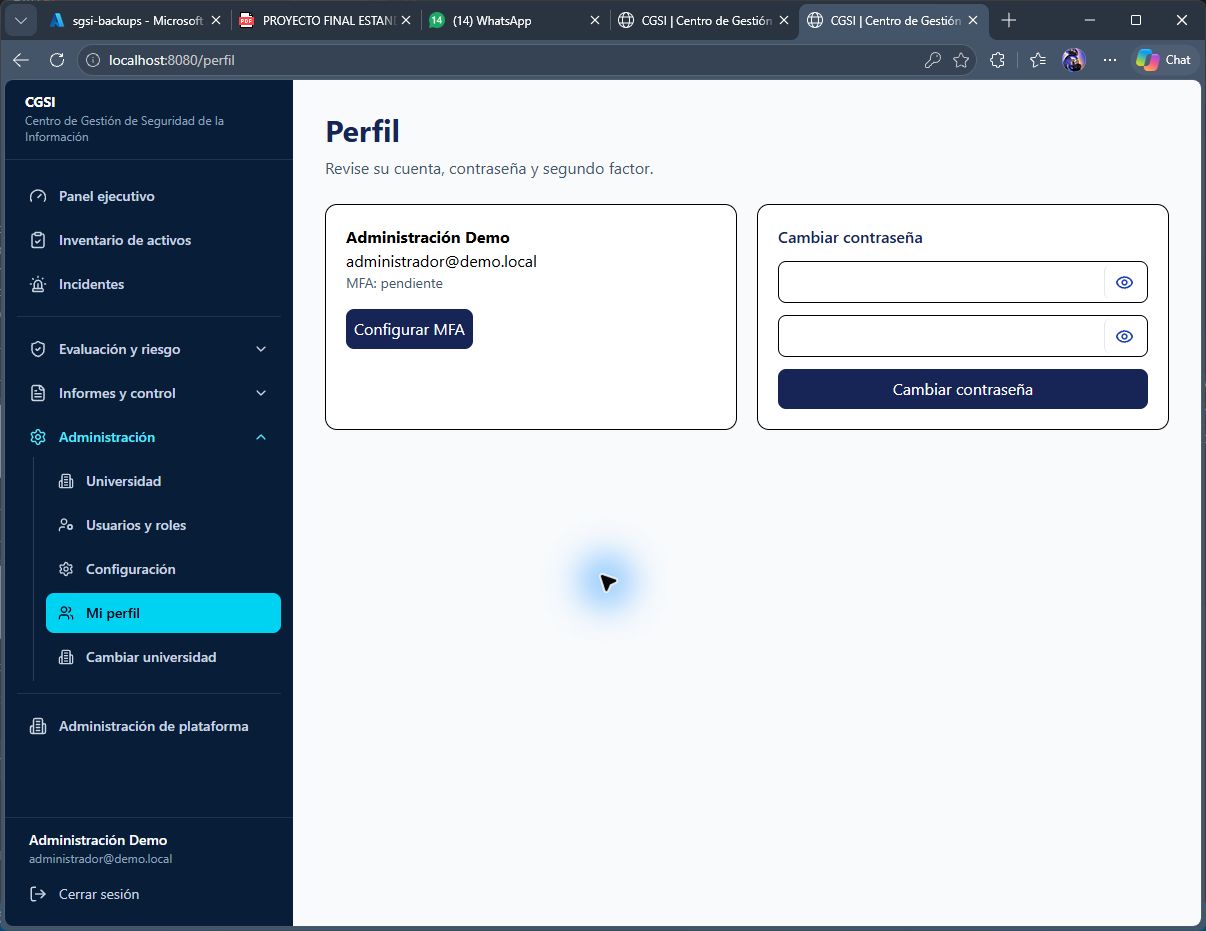 sgsi-backups - Microsoft
PROYECTO FINAL ESTAN
14 (14) WhatsApp
CGSI | Centro de Gestión
CGSI | Centro de Gestión
localhost:8080/perfil
Chat
CGSI
Centro de Gestión de Seguridad de la
Información
Panel ejecutivo
Inventario de activos
Incidentes
Evaluación y riesgo
Informes y control
Administración
Universidad
Usuarios y roles
Configuración
Mi perfil
Cambiar universidad
Administración de plataforma
Administración Demo
administrador@demo.local
Cerrar sesión
Perfil
Revise su cuenta, contraseña y segundo factor.
Administración Demo
administrador@demo.local
MFA: pendiente
Configurar MFA
Cambiar contraseña
Cambiar contraseña